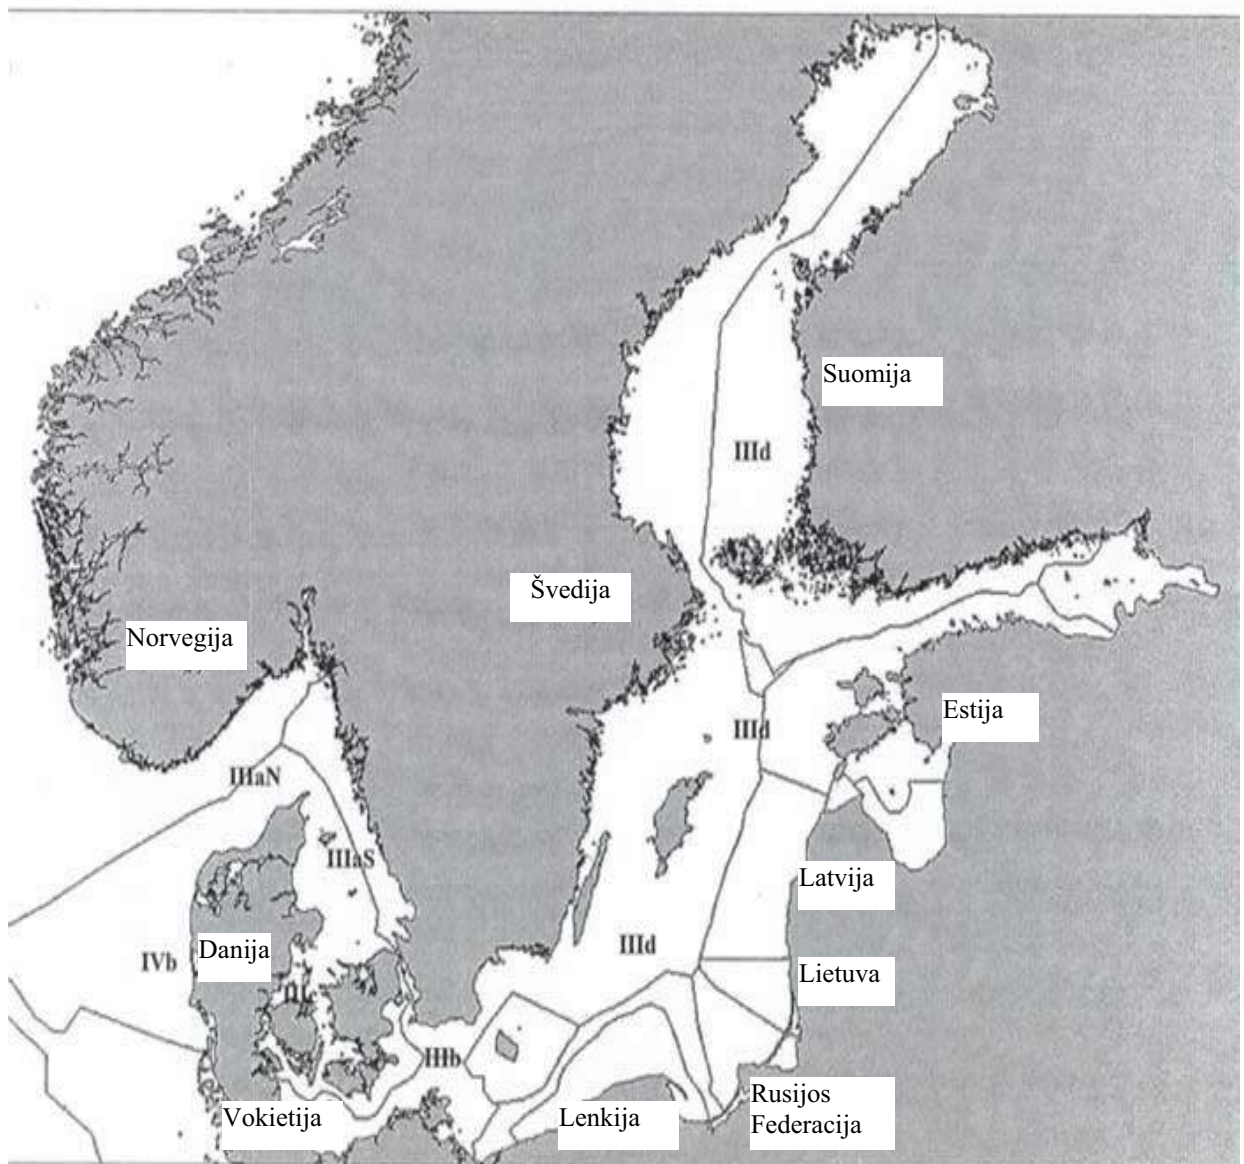 Suomija
IIId
Švedija
Norvegija
Estija
IIId
IIIaN
IIIaS
Latvija
IIId
Danija
IVb
Lietuva
IIIb
Rusijos
Federacija
Vokietija
Lenkija